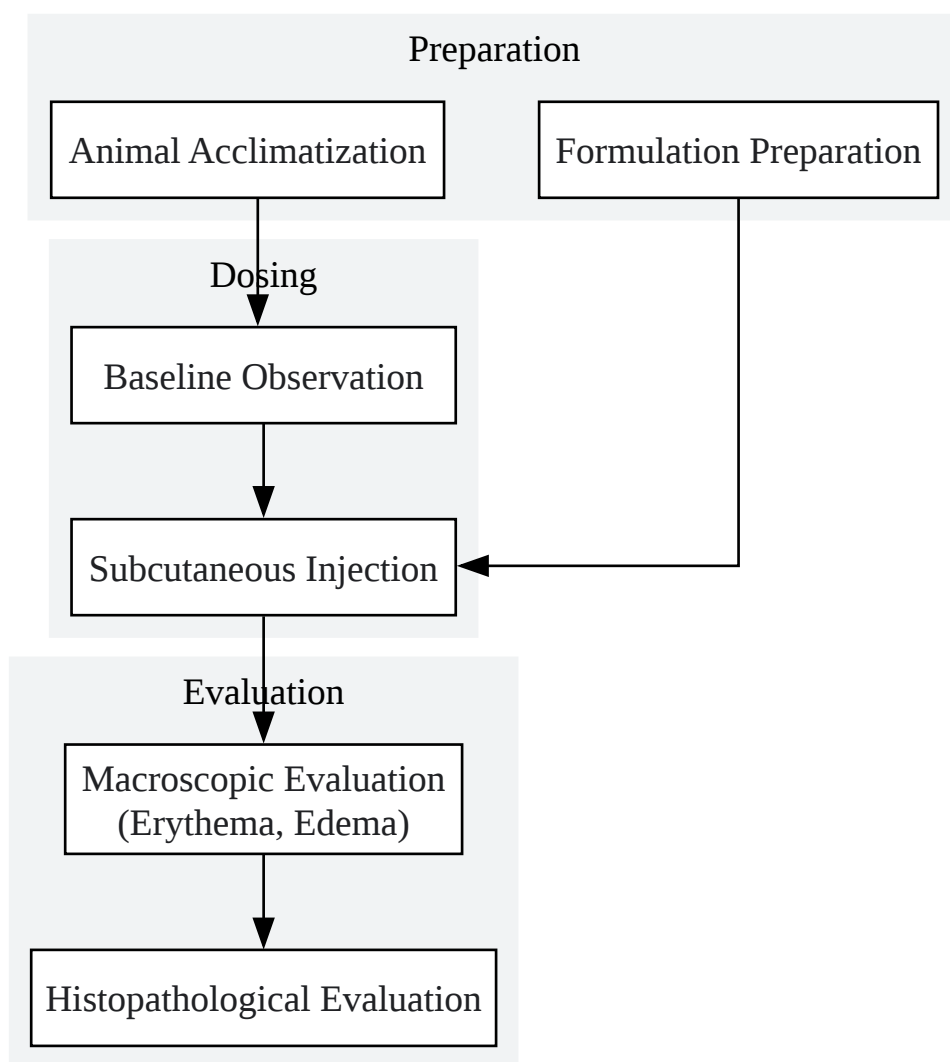 Preparation
Animal Acclimatization
Formulation Preparation
Dosing
Baseline Observation
Subcutaneous Injection
Evaluation
Macroscopic Evaluation
(Erythema, Edema)
Histopathological Evaluation